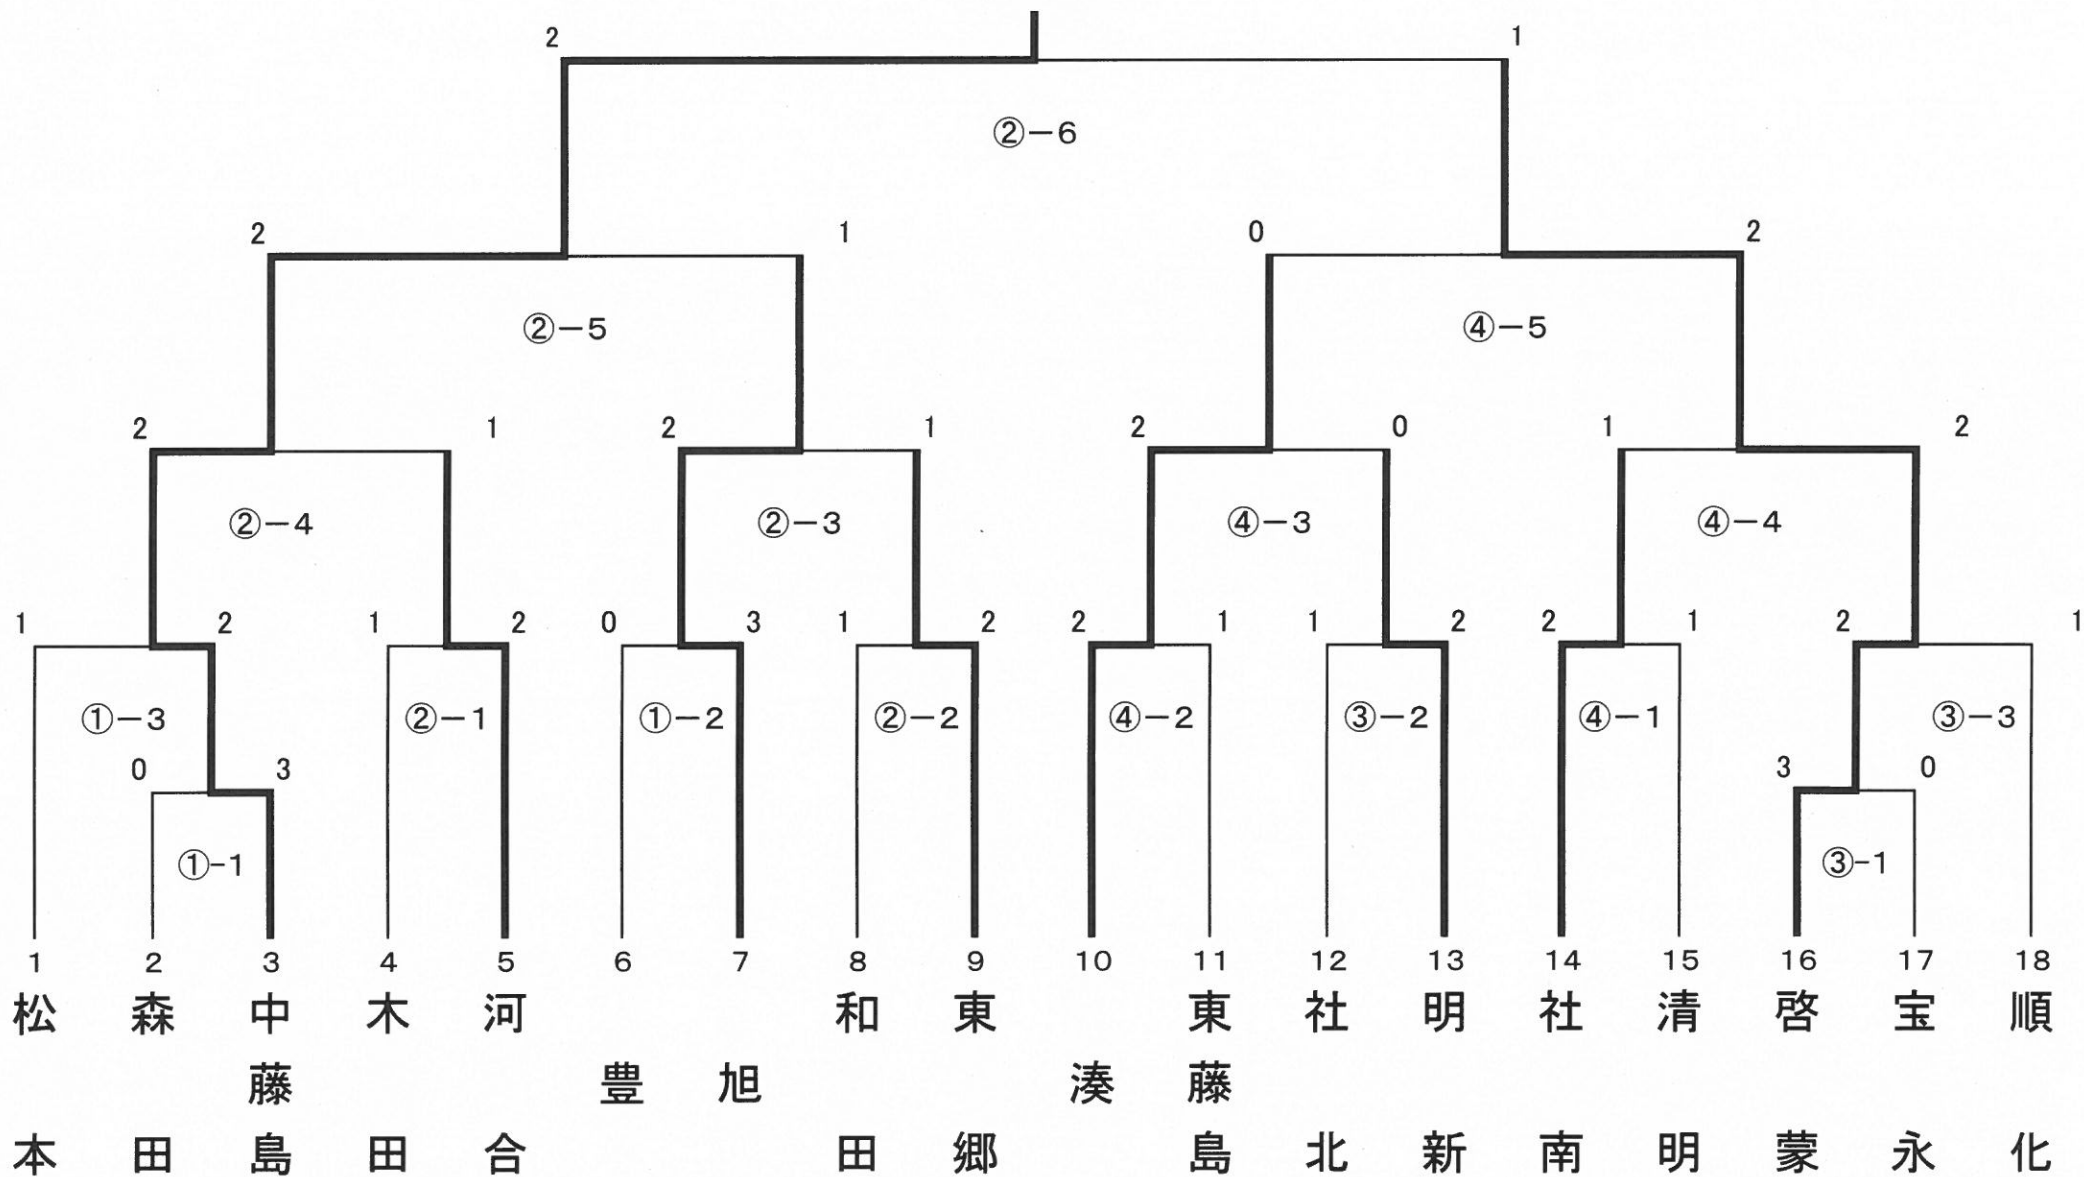 2 1
②−6
2 1 0 2
②−5 ④−5
2 1 2 1 2 0 1 2
②−4 ②−3 ④−3 ④−4
1 2 1 2 0 3 1 2 2 1 1 2 2 1 2 1
①−3 ②−1 ①−2 ②−2 ④−2 ③−2 ④−1 ③−3
0 3 3 0
①-1 ③-1
1 2 3 4 5 6 7 8 9 10 11 12 13 14 15 16 17 18
松本
森田
中藤島
木田
河合
豊
旭
和田
東郷
湊
東藤島
社北
明新
社南
清明
啓蒙
宝永
順化